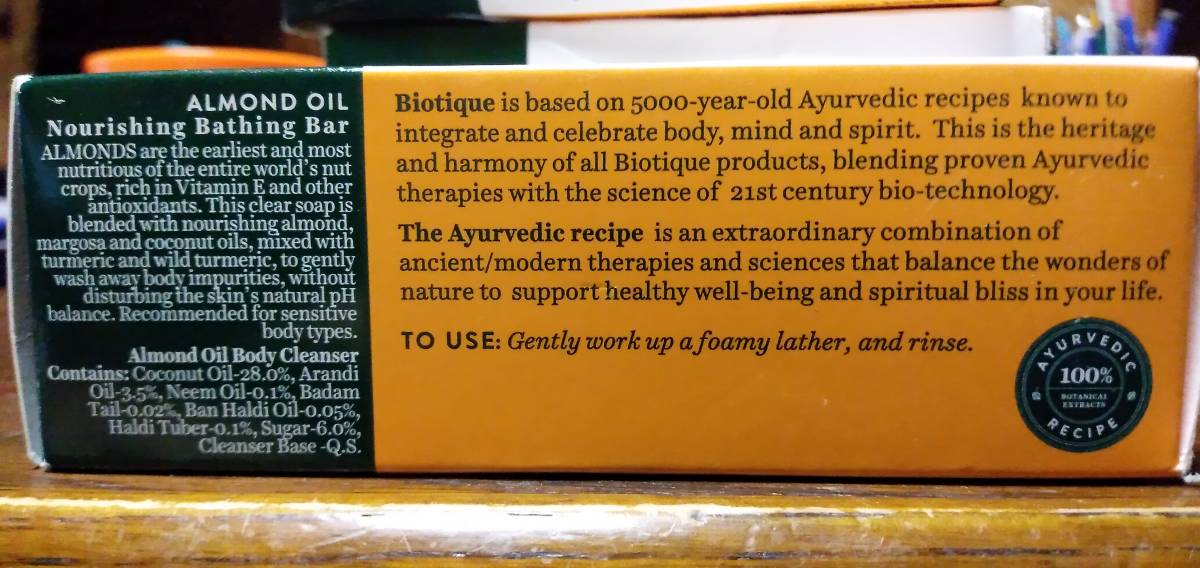 ALMOND OIL
Nourishing Bathing Bar
ALMONDS are the earliest and most
nutritious of the entire world's nut
crops, rich in Vitamin E and other
antioxidants. This clear soap is
blended with nourishing almond,
margosa and coconut oils, mixed with
turmeric and wild turmeric, to gently
wash away body impurities, without
disturbing the skin's natural pH
balance. Recommended for sensitive
body types.
Almond Oil Body Cleanser
Contains: Coconut Oil-28.0%, Arandi
Oil-3.5%, Neem Oil-0.1%, Badam
Tail-0.02%, Ban Haldi Oil-0.05%,
Haldi Tuber-0.1%, Sugar-6.0%,
Cleanser Base -Q.S.
Biotique is based on 5000-year-old Ayurvedic recipes known to
integrate and celebrate body, mind and spirit. This is the heritage
and harmony of all Biotique products, blending proven Ayurvedic
therapies with the science of 21st century bio-technology.
The Ayurvedic recipe is an extraordinary combination of
ancient/modern therapies and sciences that balance the wonders of
nature to support healthy well-being and spiritual bliss in your life.
TO USE: Gently work up a foamy lather, and rinse.
AYURVEDIC
100%
BOTANICAL
EXTRACTS
RECIPE